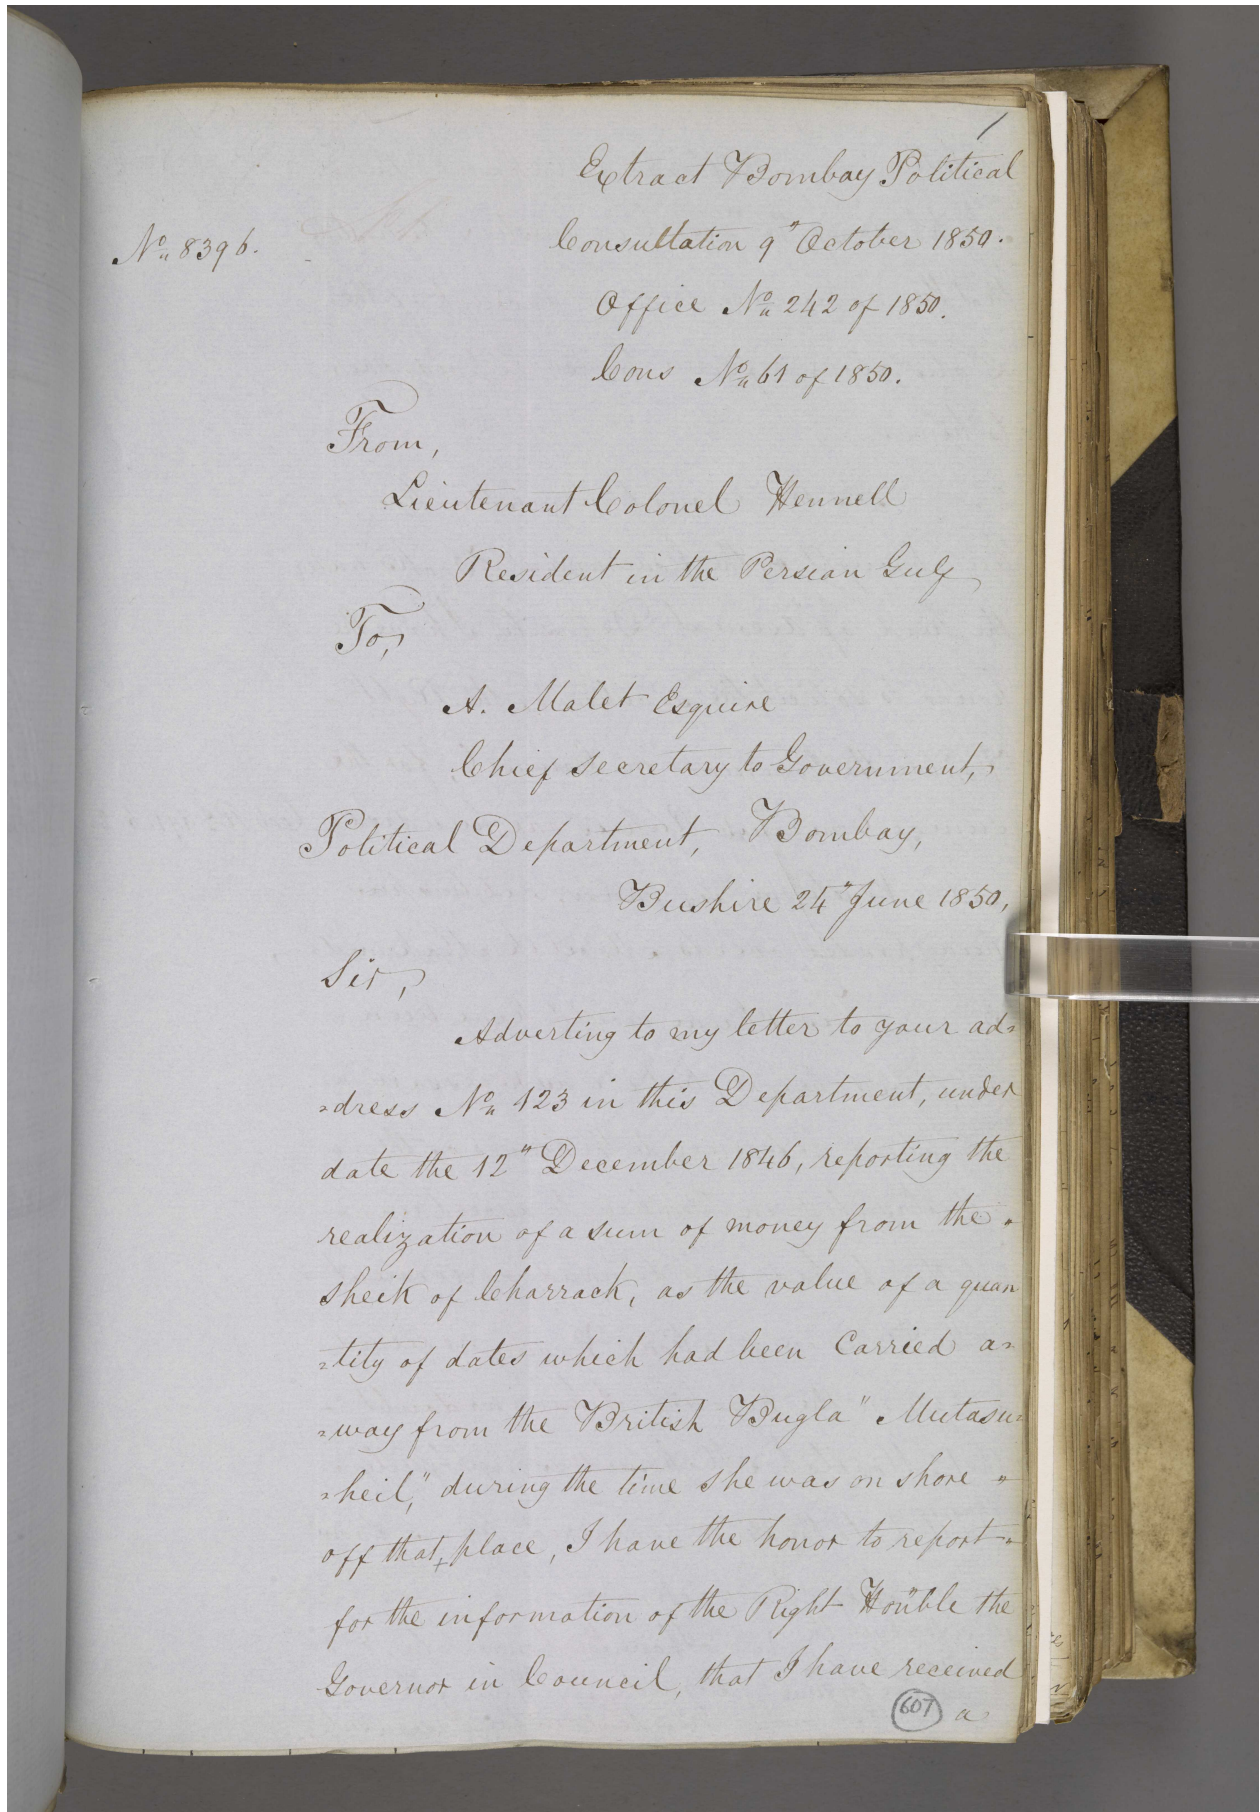 1
Extract Bombay Political
Nº 8396.
Consultation 9" October 1850.
Office Nº 242 of 1850.
Cons Nº 61 of 1850.
From,
Lieutenant Colonel Hennell
Resident in the Persian Gulf
To,
A. Malet Esquire
Chief Secretary to Government,
Political Department, Bombay,
Bushire 24" June 1850,
Sir,
Adverting to my letter to your ad=
=dress Nº 123 in this Department, under
date the 12" December 1846, reporting the
realization of a sum of money from the "
Sheik of Charrack, as the value of a quan
=tity of dates which had been Carried a=
=way from the British Bugla "Mutasu=
=heil," during the time she was on shore "
off that place, I have the honor to report "
for the information of the Right Hon'ble the
Governor in Council, that I have received
607 a